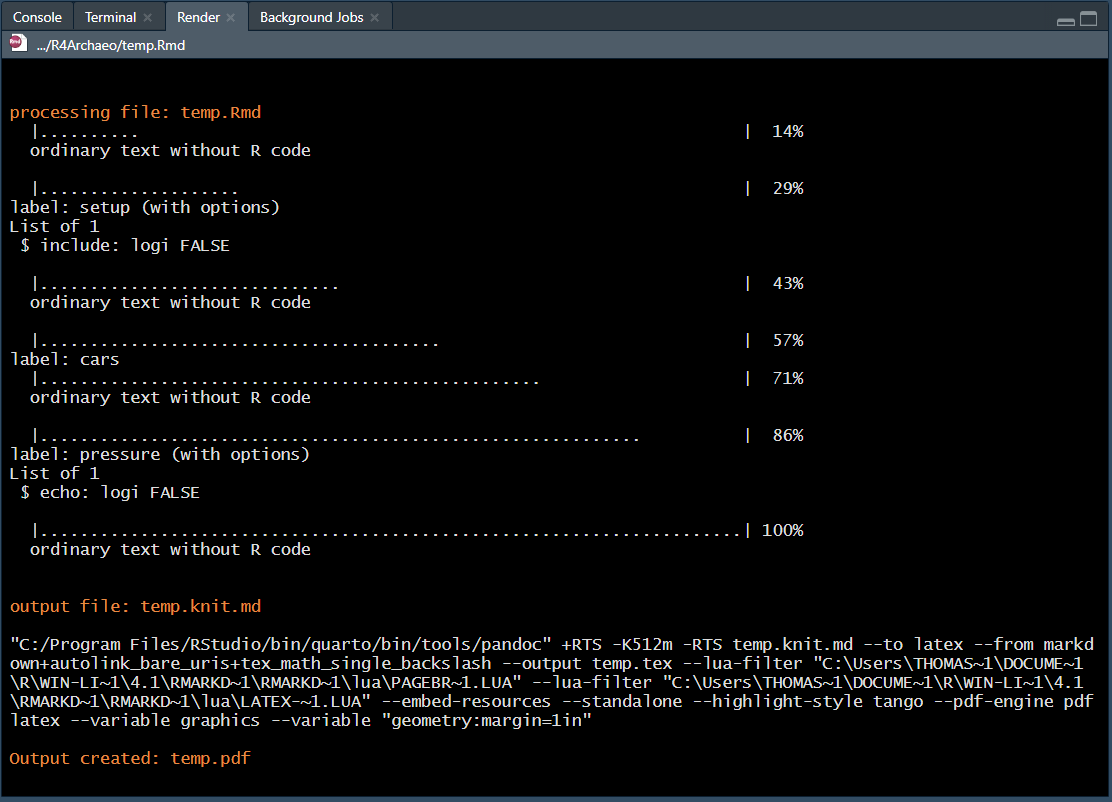 Console Terminal Render Background Jobs
.../R4Archaeo/temp.Rmd
processing file: temp.Rmd
  |..........                                                            |  14%
  ordinary text without R code

  |....................                                                  |  29%
label: setup (with options)
List of 1
 $ include: logi FALSE

  |..............................                                        |  43%
  ordinary text without R code

  |........................................                              |  57%
label: cars
  |..................................................                    |  71%
  ordinary text without R code

  |............................................................          |  86%
label: pressure (with options)
List of 1
 $ echo: logi FALSE

  |......................................................................| 100%
  ordinary text without R code


output file: temp.knit.md

"C:/Program Files/RStudio/bin/quarto/bin/tools/pandoc" +RTS -K512m -RTS temp.knit.md --to latex --from markd
own+autolink_bare_uris+tex_math_single_backslash --output temp.tex --lua-filter "C:\Users\THOMAS~1\DOCUME~1
\R\WIN-LI~1\4.1\RMARKD~1\RMARKD~1\lua\PAGEBR~1.LUA" --lua-filter "C:\Users\THOMAS~1\DOCUME~1\R\WIN-LI~1\4.1
\RMARKD~1\RMARKD~1\lua\LATEX-~1.LUA" --embed-resources --standalone --highlight-style tango --pdf-engine pdf
latex --variable graphics --variable "geometry:margin=1in"

Output created: temp.pdf